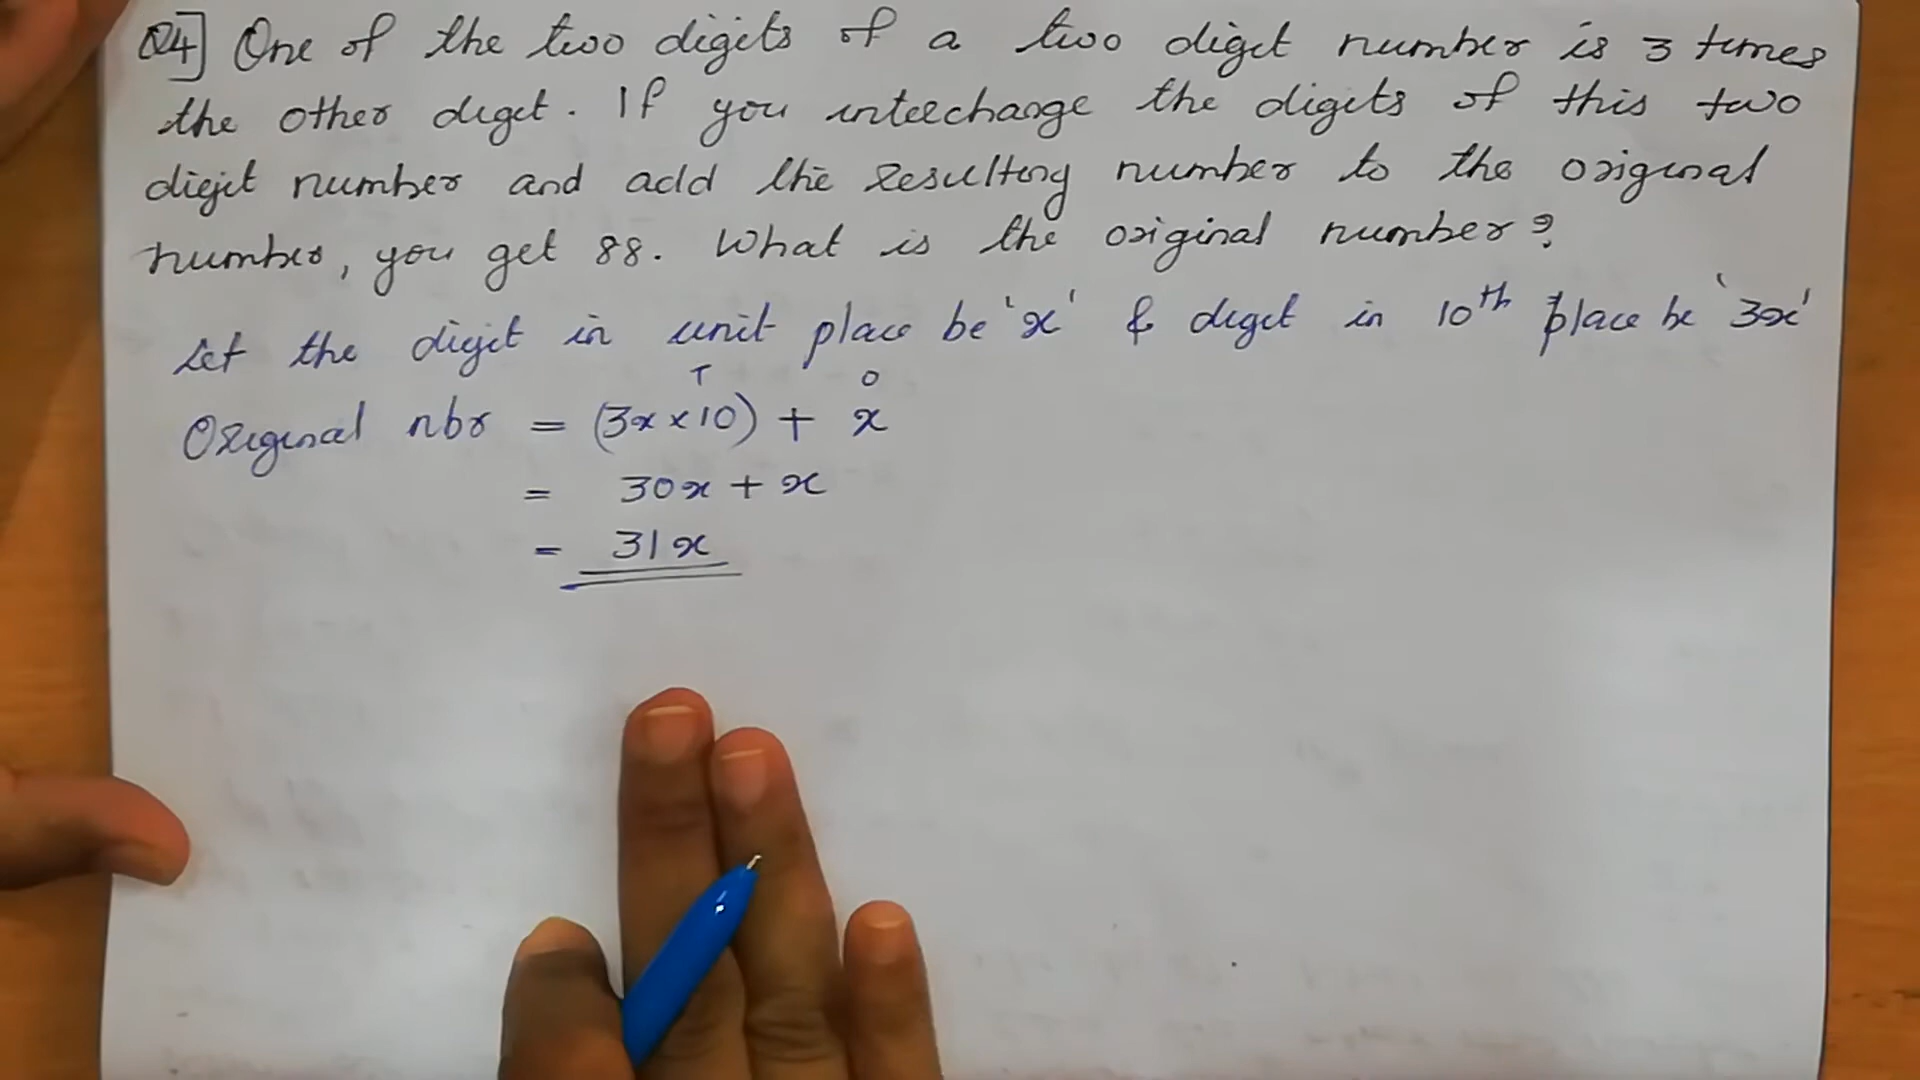 Q4] One of the two digits of a two digit number is 3 times
the other digit. If you interchange the digits of this two
digit number and add the resulting number to the original
number, you get 88. What is the original number?
Let the digit in unit place be 'x' & digit in 10th place be '3x'
T O
Original nbr = (3x × 10) + x
= 30x + x
= 31x